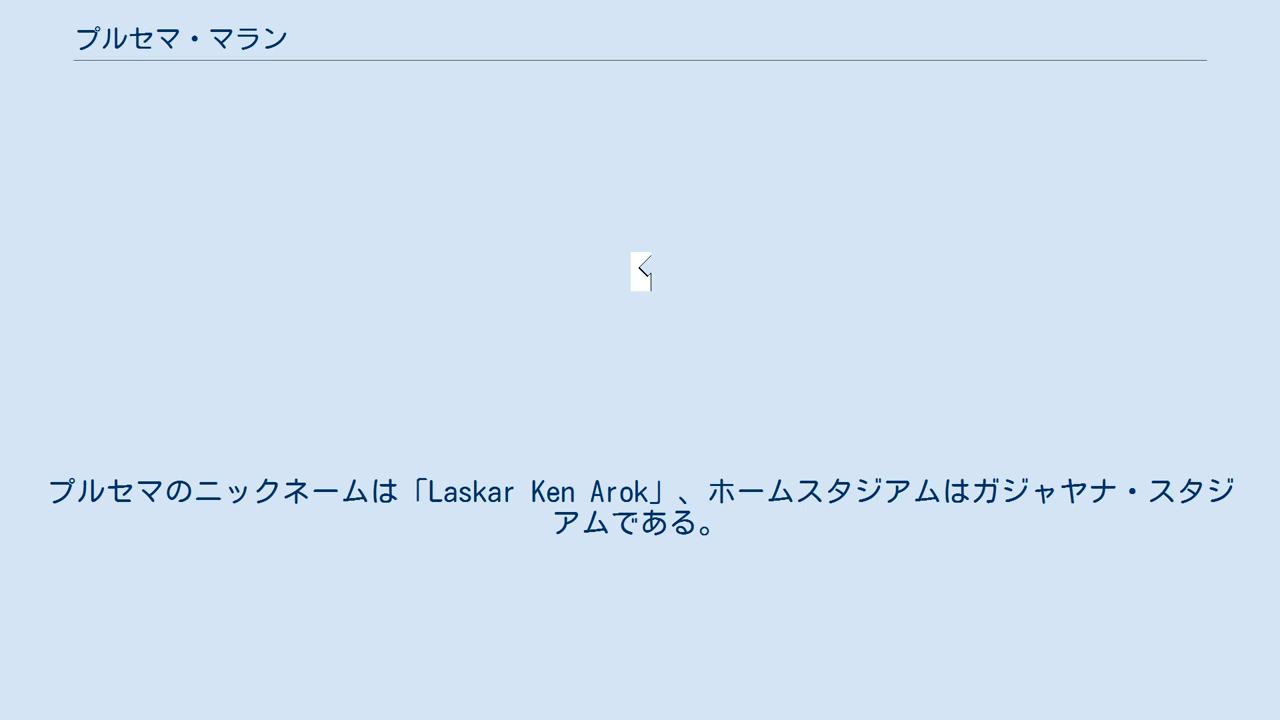 プルセマ・マラン
プルセマのニックネームは「Laskar Ken Arok」、ホームスタジアムはガジャヤナ・スタジ
アムである。